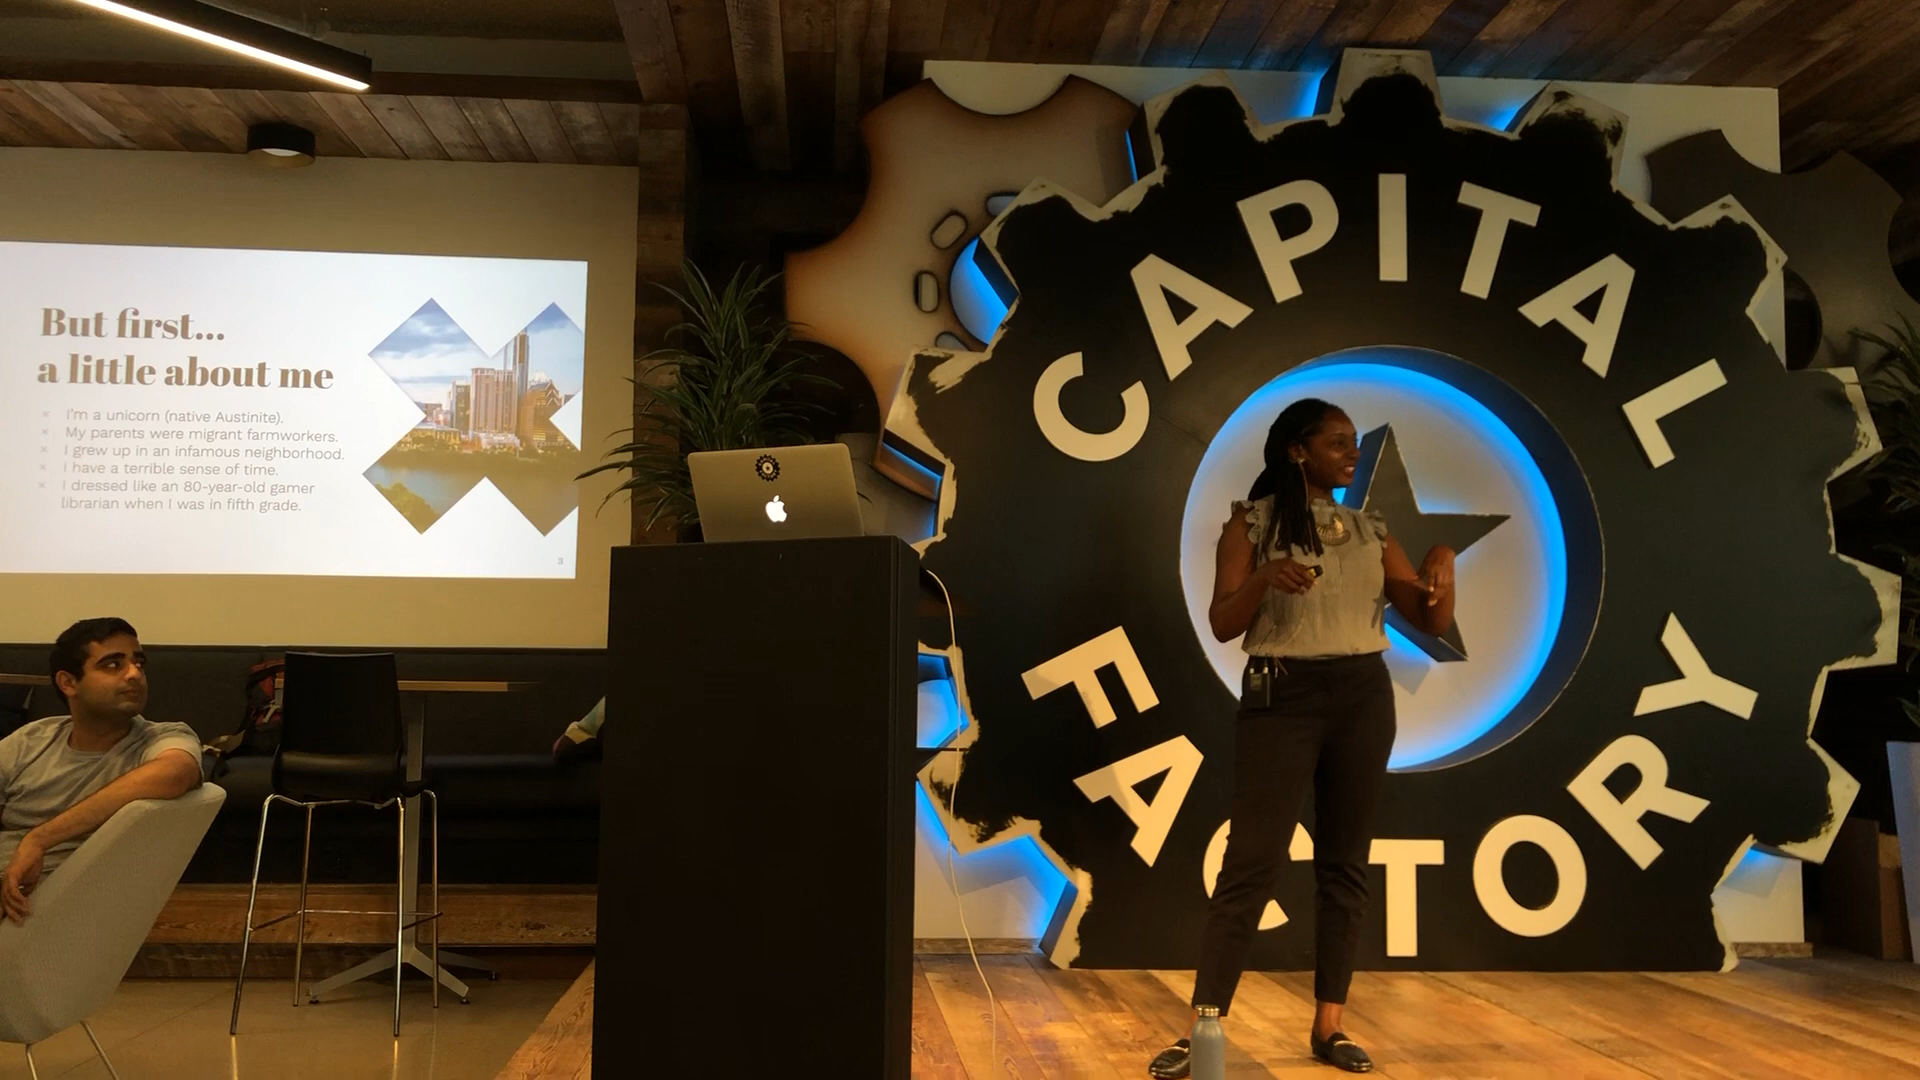 But first...
a little about me
I'm a unicorn (native Austinite).
My parents were migrant farmworkers.
I grew up in an infamous neighborhood.
I have a terrible sense of time.
I dressed like an 80-year-old gamer
librarian when I was in fifth grade.
3
CAPITAL
FACTORY